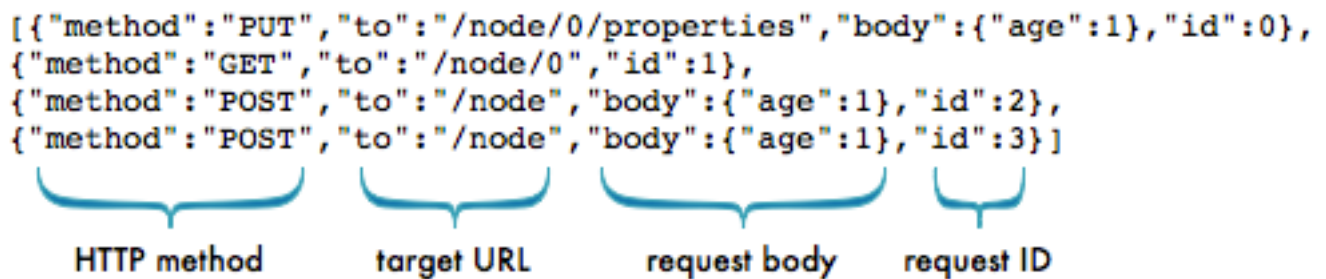 [{"method":"PUT","to":"/node/0/properties","body":{"age":1},"id":0},
{"method":"GET","to":"/node/0","id":1},
{"method":"POST","to":"/node","body":{"age":1},"id":2},
{"method":"POST","to":"/node","body":{"age":1},"id":3}]
HTTP method target URL request body request ID